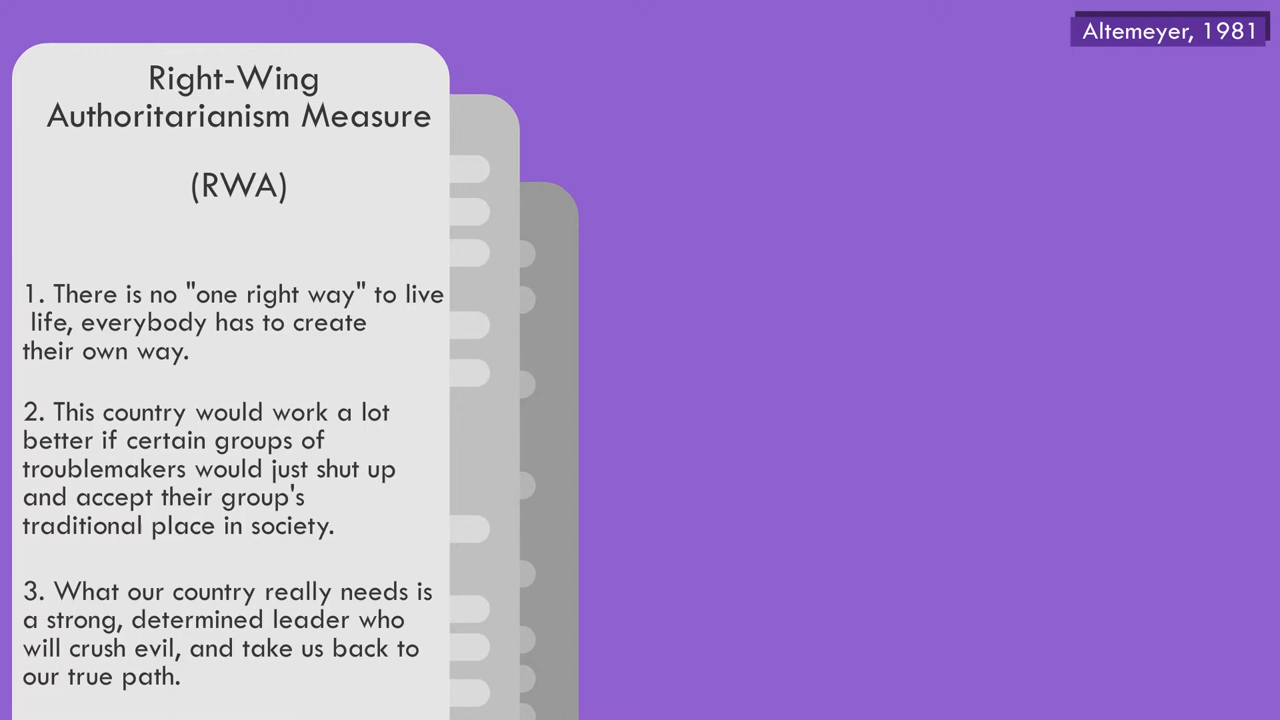 Altemeyer, 1981
Right-Wing
Authoritarianism Measure
(RWA)
1. There is no "one right way" to live
life, everybody has to create
their own way.
2. This country would work a lot
better if certain groups of
troublemakers would just shut up
and accept their group's
traditional place in society.
3. What our country really needs is
a strong, determined leader who
will crush evil, and take us back to
our true path.